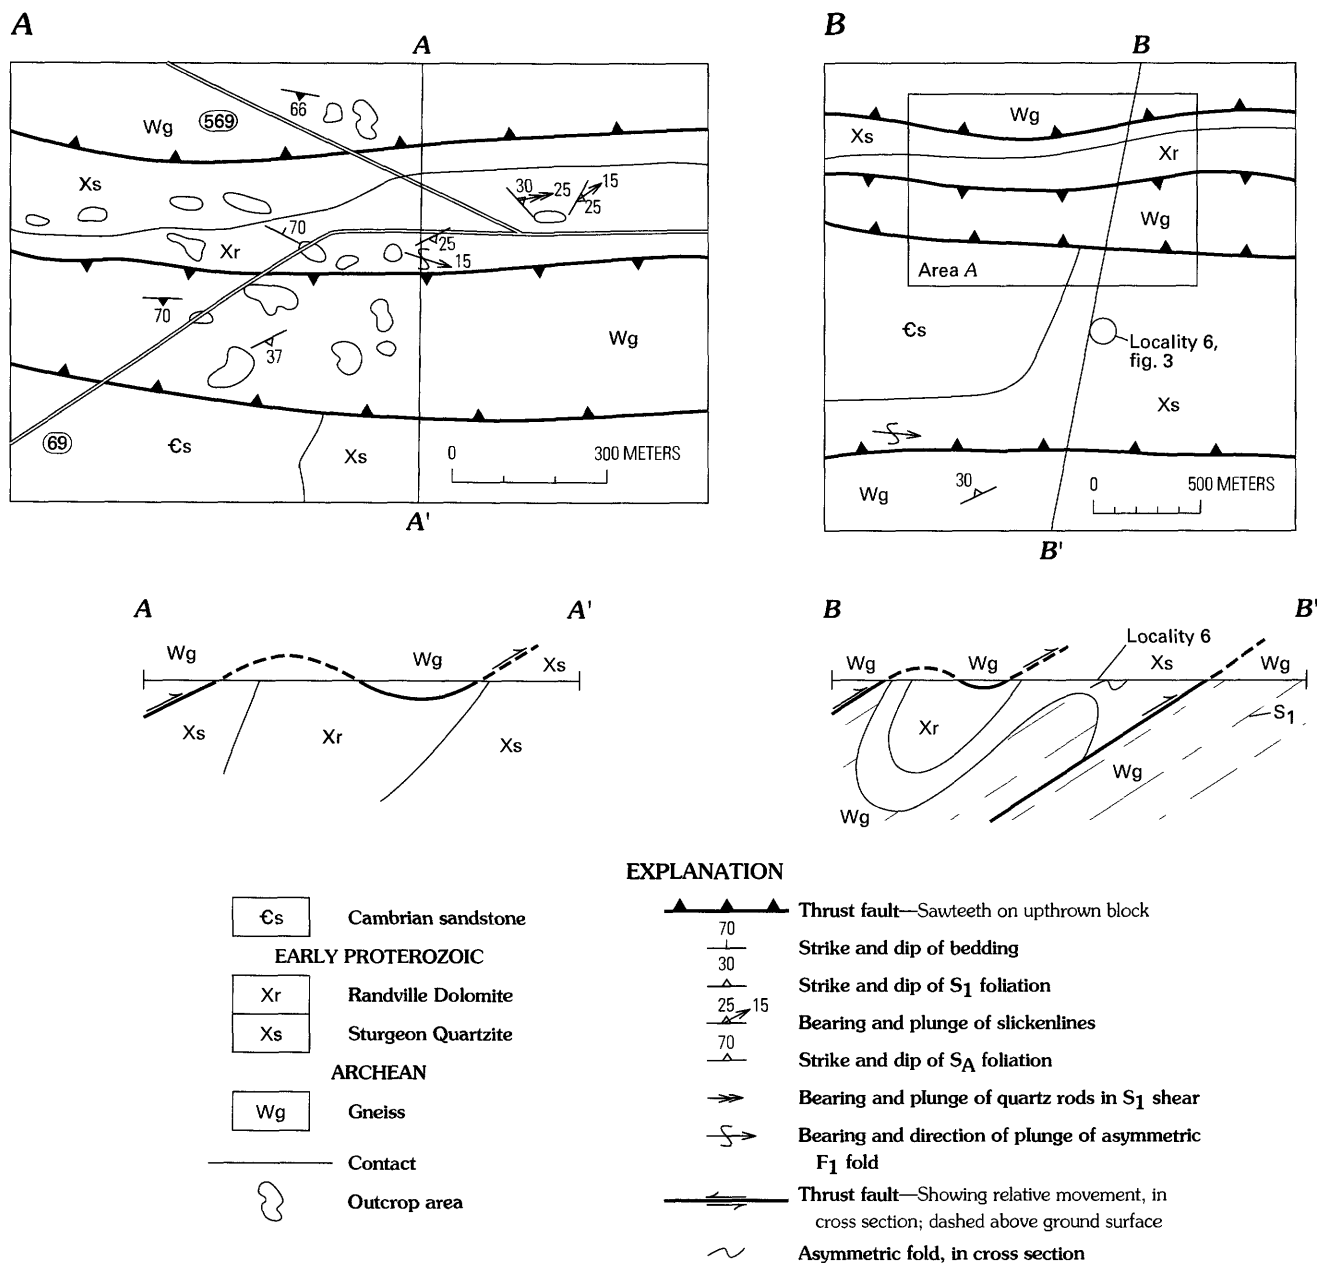 A
A
Wg
569
66
Xs
30
25
15
25
70
Xr
25
15
70
37
Wg
69
Єs
Xs
0
300 METERS
A'
B
B
Wg
Xs
Xr
Wg
Area A
Єs
Locality 6,
fig. 3
Xs
30
0
500 METERS
Wg
B'
A
A'
Wg
Wg
Xs
Xs
Xr
Xs
B
B'
Locality 6
Wg
Wg
Xs
Wg
S1
Xr
Wg
Wg
EXPLANATION
Єs Cambrian sandstone
EARLY PROTEROZOIC
Xr Randville Dolomite
Xs Sturgeon Quartzite
ARCHEAN
Wg Gneiss
Contact
Outcrop area
Thrust fault—Sawteeth on upthrown block
70
Strike and dip of bedding
30
Strike and dip of S1 foliation
25 15
Bearing and plunge of slickenlines
70
Strike and dip of SA foliation
Bearing and plunge of quartz rods in S1 shear
Bearing and direction of plunge of asymmetric
F1 fold
Thrust fault—Showing relative movement, in
cross section; dashed above ground surface
Asymmetric fold, in cross section